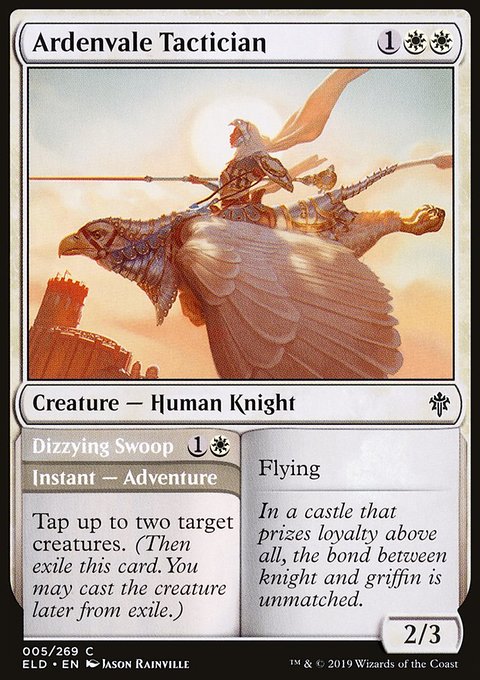 Ardenvale Tactician 1
Creature — Human Knight
Dizzying Swoop 1
Instant — Adventure
Tap up to two target
creatures. (Then
exile this card. You
may cast the creature
later from exile.)
Flying
In a castle that
prizes loyalty above
all, the bond between
knight and griffin is
unmatched.
2/3
005/269 C
ELD • EN Jason Rainville
™ & © 2019 Wizards of the Coast